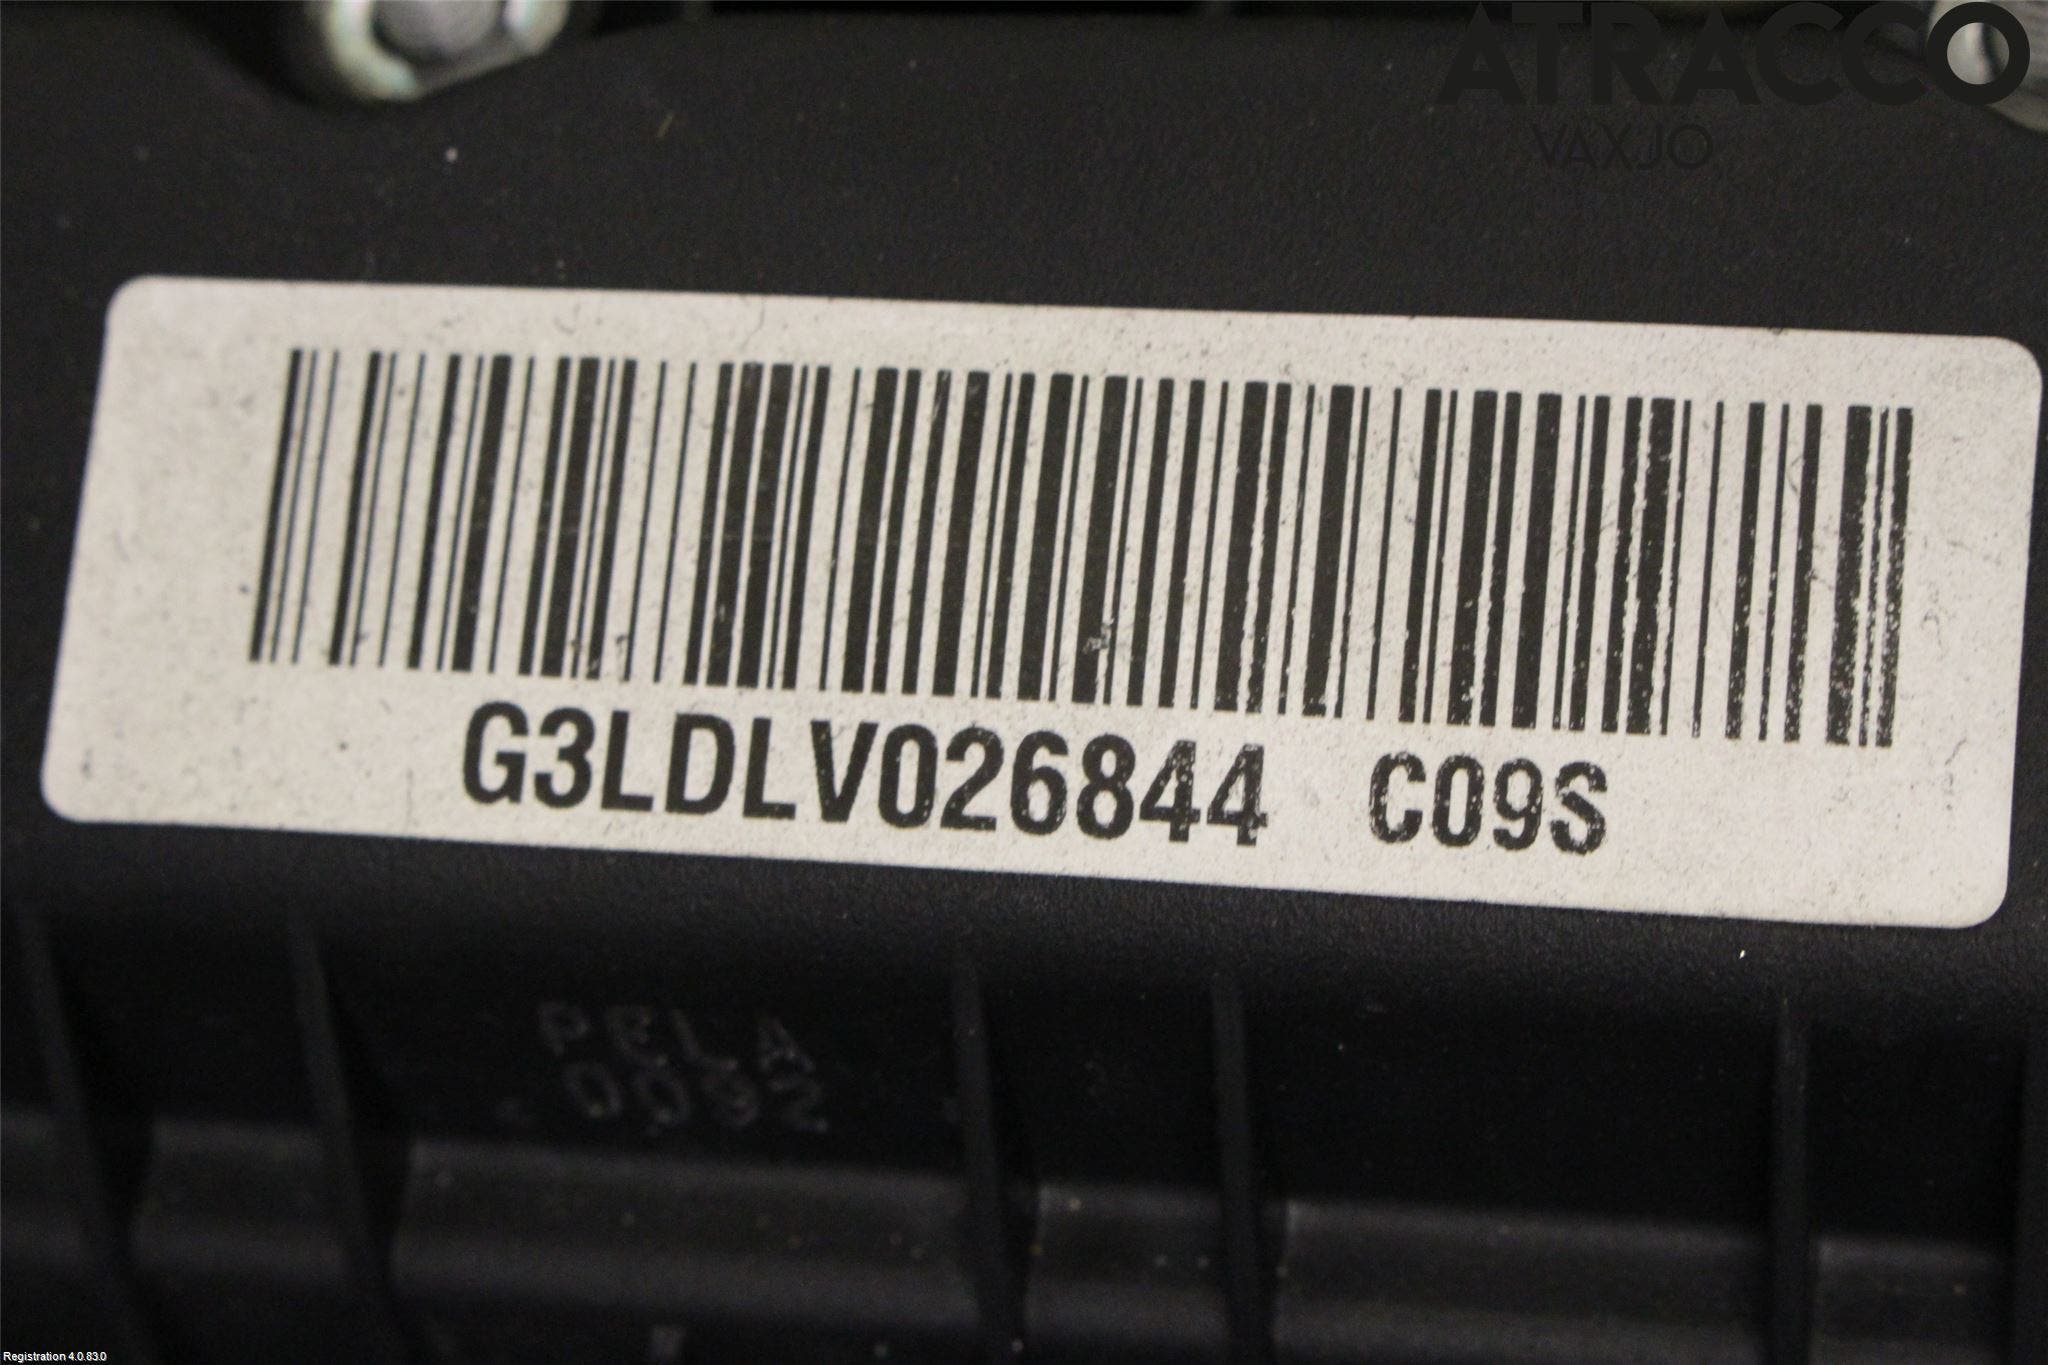 ATRACCO
VAXJO
G3LDLV026844 C09S
PELA
0092
Registration 4.0.83.0